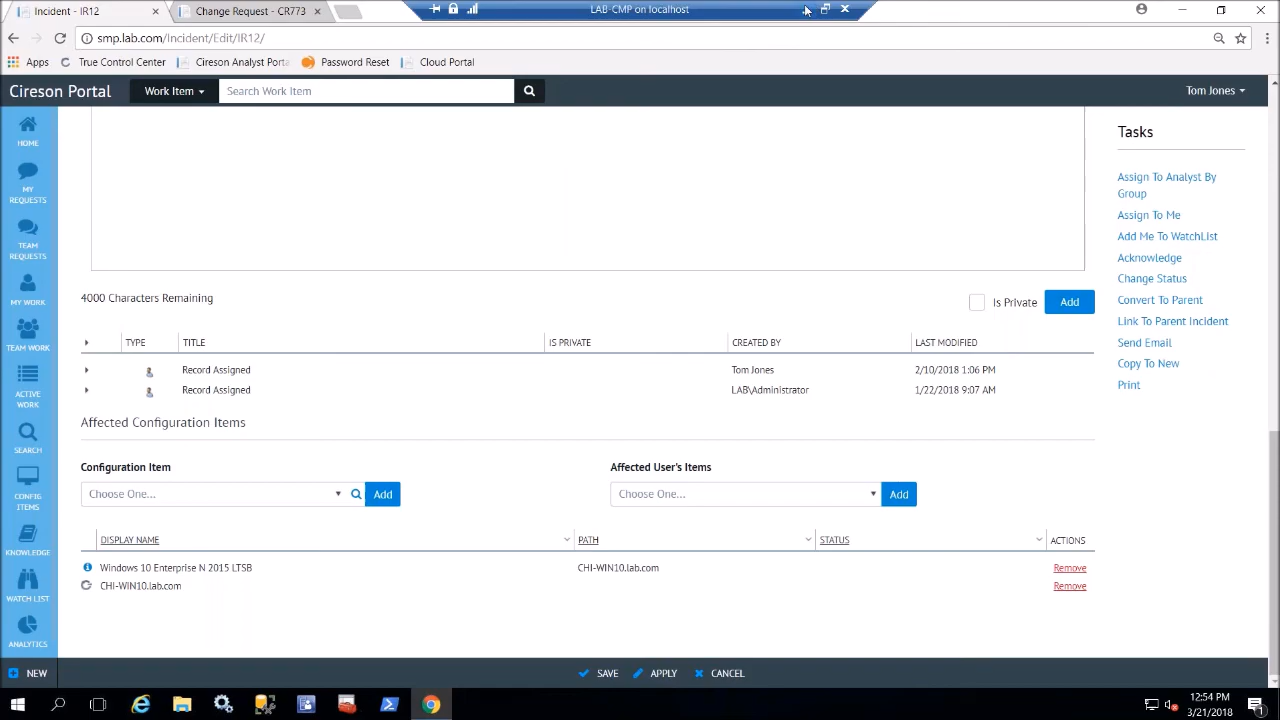 Incident - IR12
Change Request - CR773
LAB-CMP on localhost
smp.lab.com/Incident/Edit/IR12/
Apps
True Control Center
Cireson Analyst Porta
Password Reset
Cloud Portal
Cireson Portal
Work Item
Search Work Item
Tom Jones
HOME
MY
REQUESTS
TEAM
REQUESTS
MY WORK
TEAM WORK
ACTIVE
WORK
SEARCH
CONFIG
ITEMS
KNOWLEDGE
WATCH LIST
ANALYTICS
NEW
4000 Characters Remaining
Is Private
Add
TYPE TITLE IS PRIVATE CREATED BY LAST MODIFIED
Record Assigned Tom Jones 2/10/2018 1:06 PM
Record Assigned LAB\Administrator 1/22/2018 9:07 AM
Affected Configuration Items
Configuration Item
Choose One...
Add
Affected User's Items
Choose One...
Add
DISPLAY NAME PATH STATUS ACTIONS
Windows 10 Enterprise N 2015 LTSB CHI-WIN10.lab.com Remove
CHI-WIN10.lab.com Remove
Tasks
Assign To Analyst By
Group
Assign To Me
Add Me To WatchList
Acknowledge
Change Status
Convert To Parent
Link To Parent Incident
Send Email
Copy To New
Print
SAVE
APPLY
CANCEL
12:54 PM
3/21/2018
1